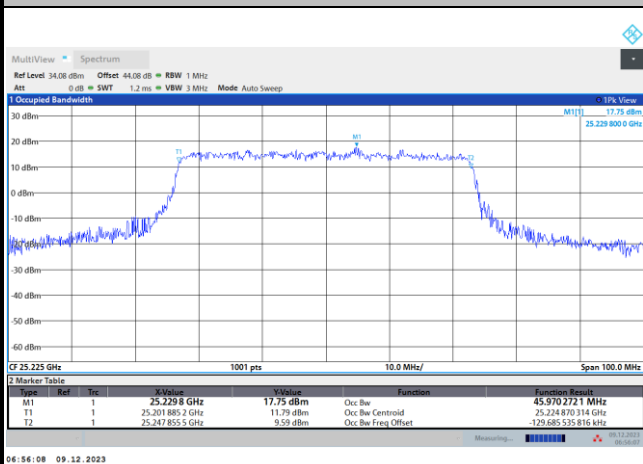 MultiView Spectrum
Ref Level 34.08 dBm Offset 44.08 dB RBW 1 MHz
Att 0 dB SWT 1.2 ms VBW 3 MHz Mode Auto Sweep
1 Occupied Bandwidth 1Pk View
M1[1] 17.75 dBm
25.229 800 0 GHz
30 dBm
M1
20 dBm
T1
T2
10 dBm
0 dBm
-10 dBm
-20 dBm
-30 dBm
-40 dBm
-50 dBm
-60 dBm
CF 25.225 GHz 1001 pts 10.0 MHz/ Span 100.0 MHz
2 Marker Table
Type Ref Trc X-Value Y-Value Function Function Result
M1 1 25.229 8 GHz 17.75 dBm Occ Bw 45.970 272 1 MHz
T1 1 25.201 885 2 GHz 11.79 dBm Occ Bw Centroid 25.224 870 314 GHz
T2 1 25.247 855 5 GHz 9.59 dBm Occ Bw Freq Offset -129.685 535 816 kHz
Measuring... 09.12.2023
06:56:07
06:56:08 09.12.2023